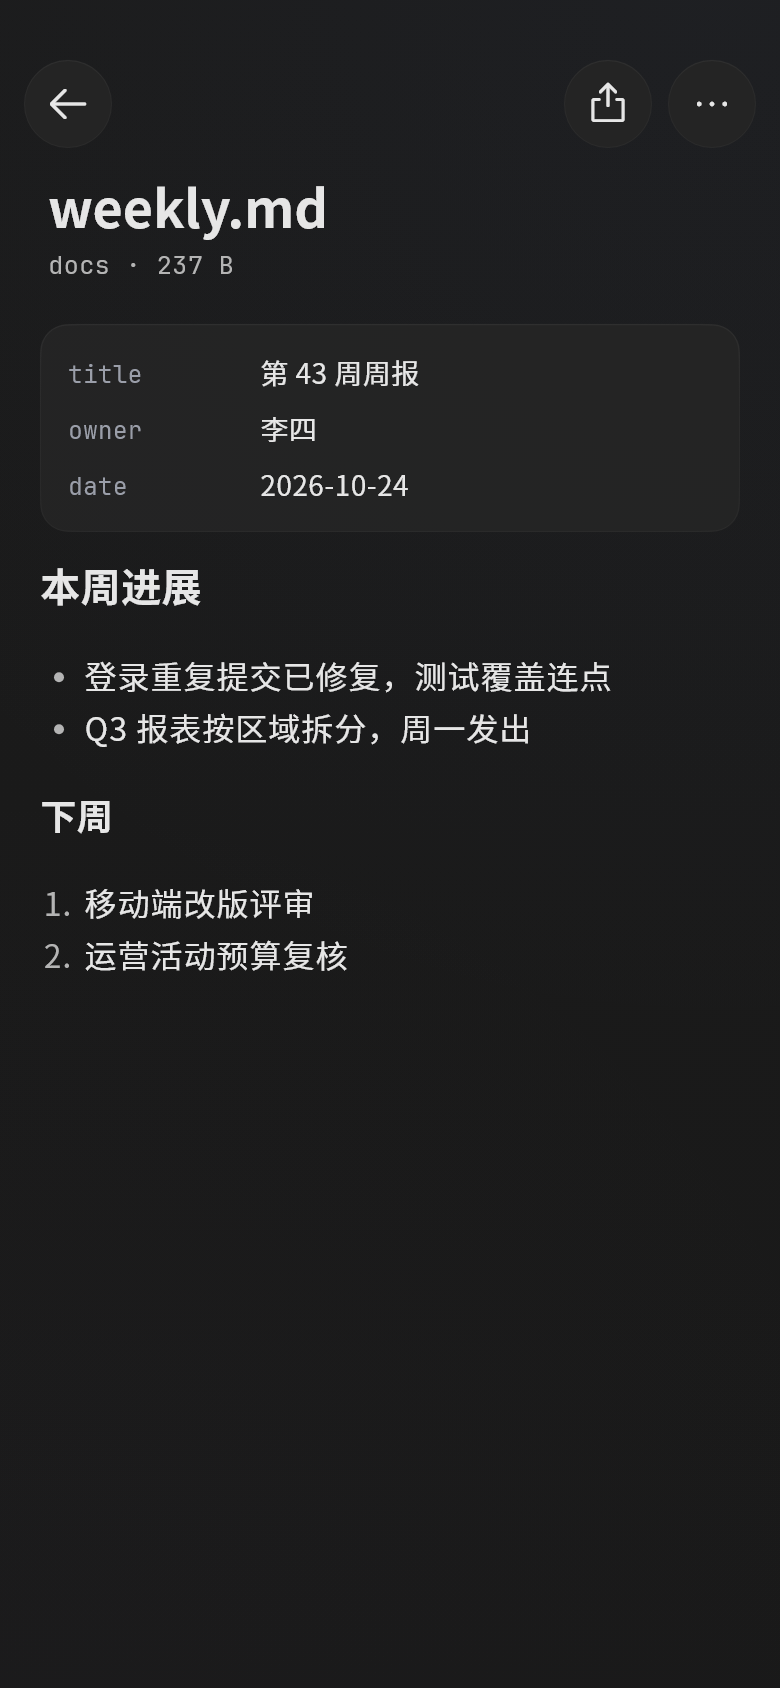 weekly.md
docs · 237 B
title 第 43 周周报
owner 李四
date 2026-10-24
本周进展
• 登录重复提交已修复，测试覆盖连点
• Q3 报表按区域拆分，周一发出
下周
1. 移动端改版评审
2. 运营活动预算复核